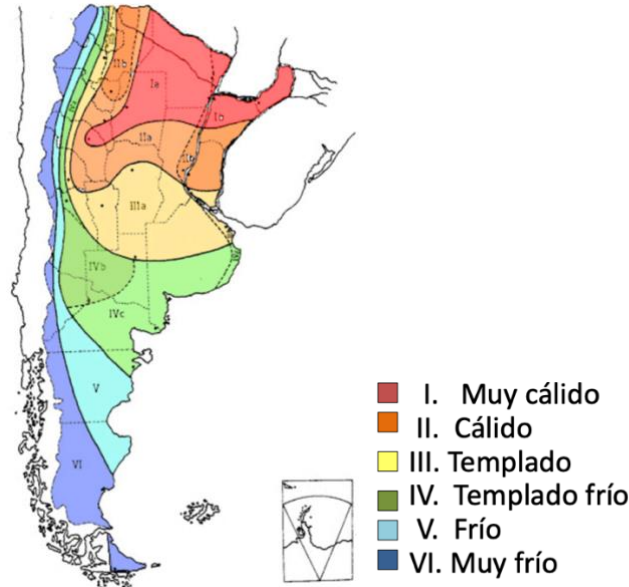 IIb
Ia
Ib
IIa
IIb
IIIa
IVb
IVc
V
VI
I. Muy cálido
II. Cálido
III. Templado
IV. Templado frío
V. Frío
VI. Muy frío